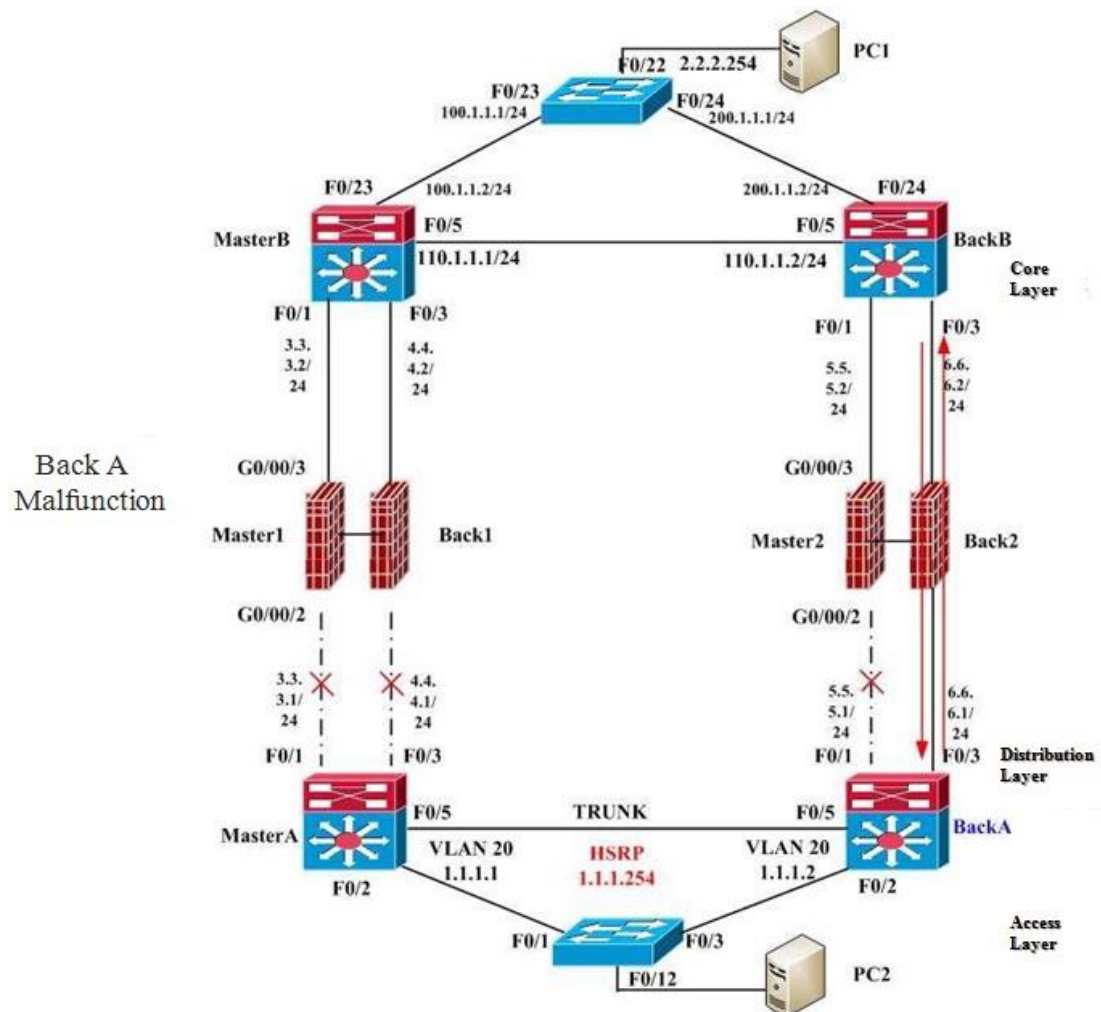 PC1
F0/22
2.2.2.254
F0/23
100.1.1.1/24
F0/24
200.1.1.1/24
F0/23
100.1.1.2/24
200.1.1.2/24
F0/24
MasterB
F0/5
110.1.1.1/24
F0/5
110.1.1.2/24
BackB
Core
Layer
F0/1
F0/3
3.3.
3.2/
24
4.4.
4.2/
24
F0/1
F0/3
5.5.
5.2/
24
6.6.
6.2/
24
Back A
Malfunction
G0/00/3
G0/00/3
Master1
Back1
Master2
Back2
G0/00/2
G0/00/2
3.3.
3.1/
24
4.4.
4.1/
24
5.5.
5.1/
24
6.6.
6.1/
24
F0/1
F0/3
F0/1
F0/3
Distribution
Layer
MasterA
F0/5
TRUNK
F0/5
BackA
VLAN 20
1.1.1.1
HSRP
1.1.1.254
VLAN 20
1.1.1.2
F0/2
F0/2
F0/1
F0/3
Access
Layer
F0/12
PC2